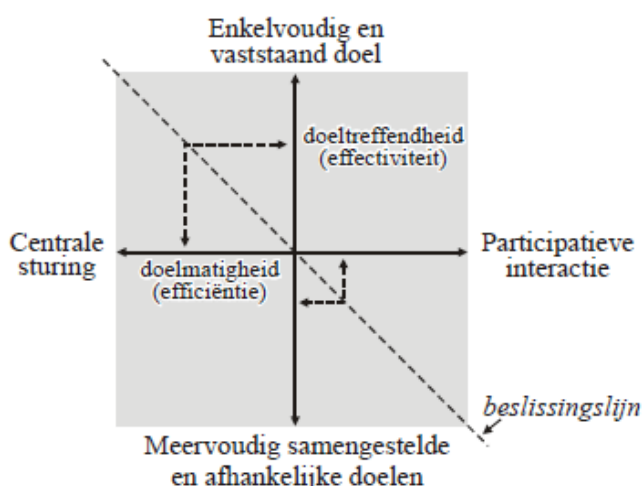 Enkelvoudig en
vaststaand doel
doeltreffendheid
(effectiviteit)
Centrale
sturing
doelmatigheid
(efficiëntie)
Participatieve
interactie
beslissingslijn
Meervoudig samengestelde
en afhankelijke doelen